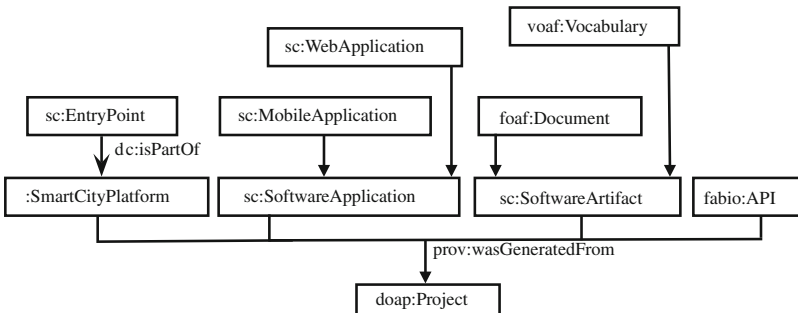 voaf:Vocabulary
sc:WebApplication
sc:EntryPoint
sc:MobileApplication
foaf:Document
dc:isPartOf
:SmartCityPlatform
sc:SoftwareApplication
sc:SoftwareArtifact
fabio:API
prov:wasGeneratedFrom
doap:Project